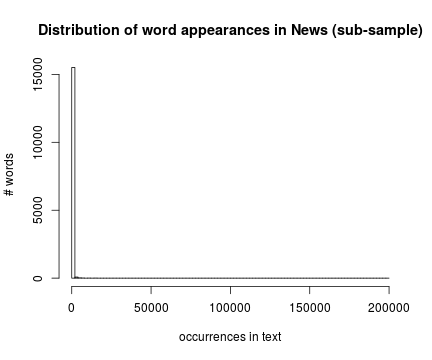 Distribution of word appearances in News (sub-sample)
# words
15000
10000
5000
0
0 50000 100000 150000 200000
occurrences in text